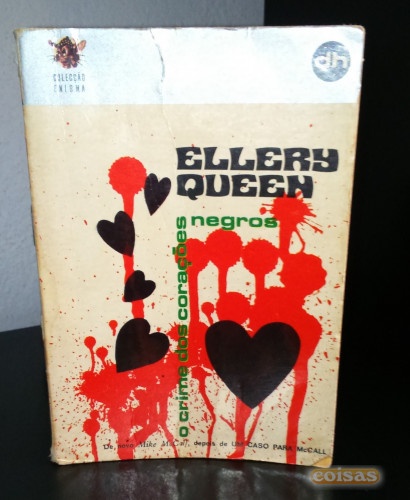 COLECÇÃO
ENIGMA
dh
ELLERY
QUEEN
o crime dos corações
negros
De novo Mike McCall, depois de UM CASO PARA McCALL
coisas